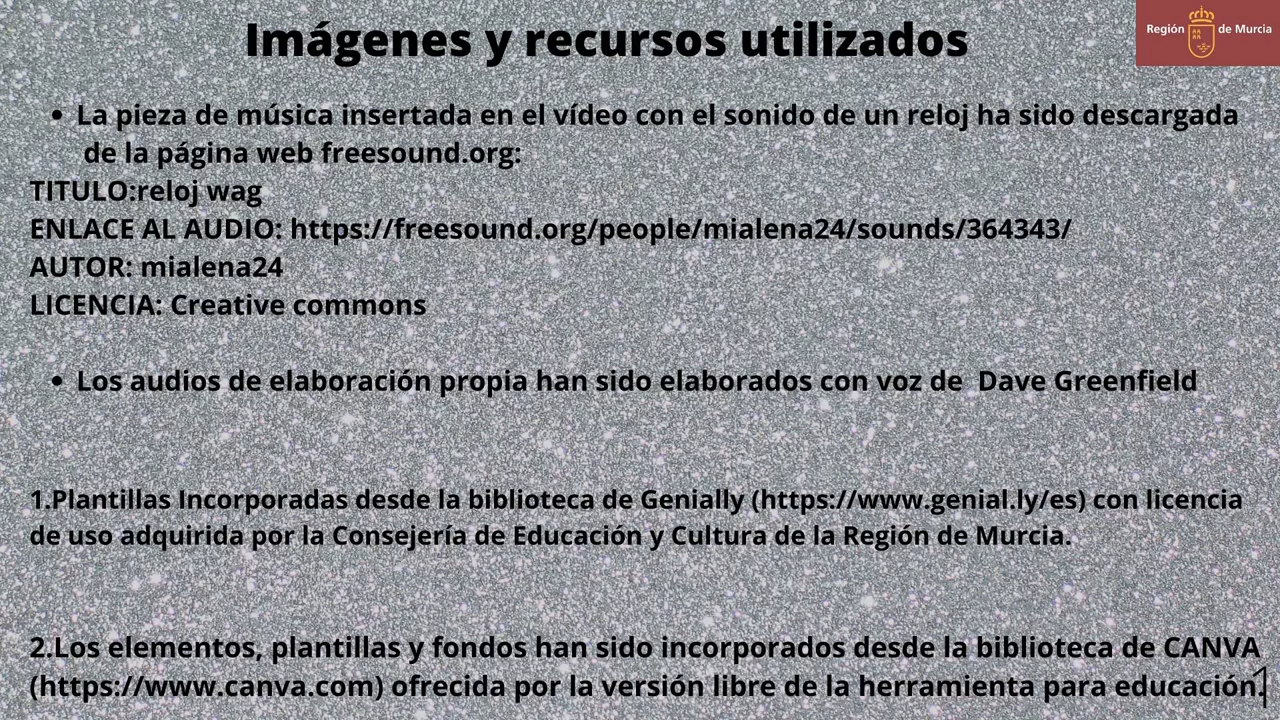 Imágenes y recursos utilizados
Región de Murcia
• La pieza de música insertada en el vídeo con el sonido de un reloj ha sido descargada
de la página web freesound.org:
TITULO:reloj wag
ENLACE AL AUDIO: https://freesound.org/people/mialena24/sounds/364343/
AUTOR: mialena24
LICENCIA: Creative commons
• Los audios de elaboración propia han sido elaborados con voz de  Dave Greenfield
1.Plantillas Incorporadas desde la biblioteca de Genially (https://www.genial.ly/es) con licencia
de uso adquirida por la Consejería de Educación y Cultura de la Región de Murcia.
2.Los elementos, plantillas y fondos han sido incorporados desde la biblioteca de CANVA
(https://www.canva.com) ofrecida por la versión libre de la herramienta para educación.
1